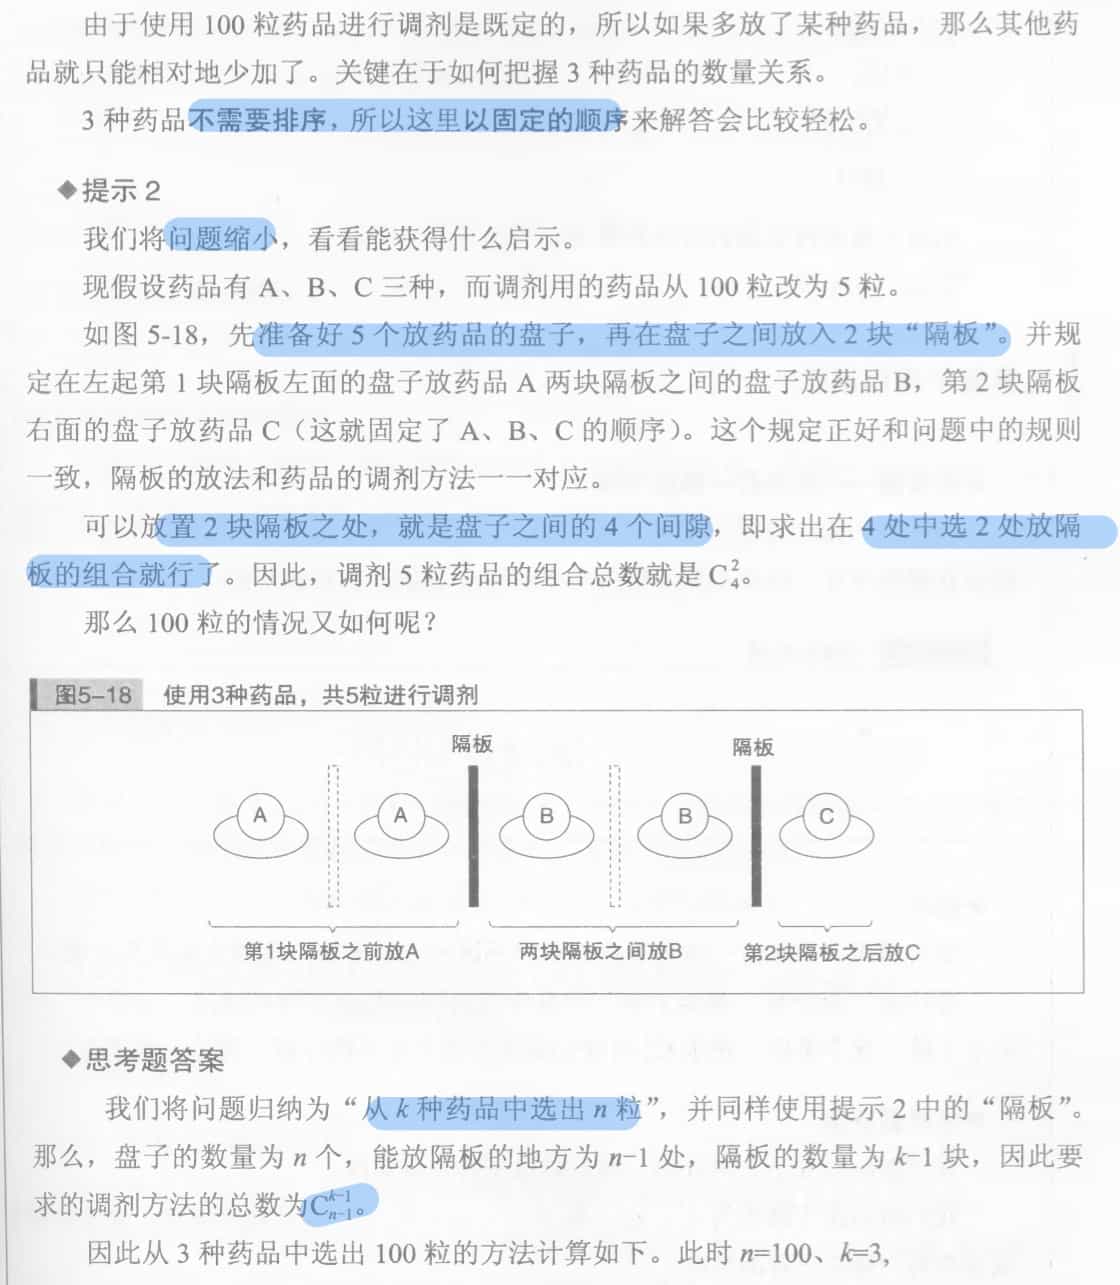 由于使用 100 粒药品进行调剂是既定的，所以如果多放了某种药品，那么其他药
品就只能相对地少加了。关键在于如何把握 3 种药品的数量关系。
3 种药品不需要排序，所以这里以固定的顺序来解答会比较轻松。
◆提示 2
我们将问题缩小，看看能获得什么启示。
现假设药品有 A、B、C 三种，而调剂用的药品从 100 粒改为 5 粒。
如图 5-18，先准备好 5 个放药品的盘子，再在盘子之间放入 2 块“隔板”。并规
定在左起第 1 块隔板左面的盘子放药品 A 两块隔板之间的盘子放药品 B，第 2 块隔板
右面的盘子放药品 C（这就固定了 A、B、C 的顺序）。这个规定正好和问题中的规则
一致，隔板的放法和药品的调剂方法一一对应。
可以放置 2 块隔板之处，就是盘子之间的 4 个间隙，即求出在 4 处中选 2 处放隔
板的组合就行了。因此，调剂 5 粒药品的组合总数就是 C₄²。
那么 100 粒的情况又如何呢？
图5-18 使用3种药品，共5粒进行调剂
隔板 隔板
A A B B C
第1块隔板之前放A 两块隔板之间放B 第2块隔板之后放C
◆思考题答案
我们将问题归纳为“从 k 种药品中选出 n 粒”，并同样使用提示 2 中的“隔板”。
那么，盘子的数量为 n 个，能放隔板的地方为 n-1 处，隔板的数量为 k-1 块，因此要
求的调剂方法的总数为Cₙ₋₁ᵏ⁻¹。
因此从 3 种药品中选出 100 粒的方法计算如下。此时 n=100、k=3，